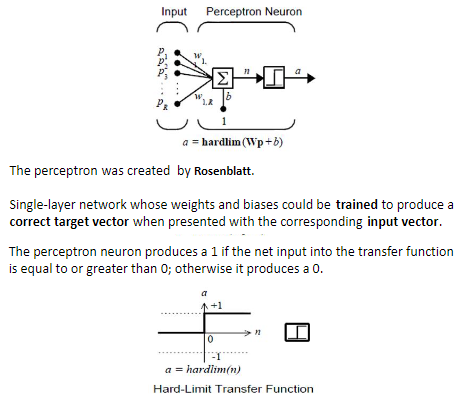 Input Perceptron Neuron
p1
p2
p3
pR
w1,
w1,R
Σ
n
a
b
1
a = hardlim(Wp+b)
The perceptron was created by Rosenblatt.
Single-layer network whose weights and biases could be trained to produce a
correct target vector when presented with the corresponding input vector.
The perceptron neuron produces a 1 if the net input into the transfer function
is equal to or greater than 0; otherwise it produces a 0.
a
+1
n
0
-1
a = hardlim(n)
Hard-Limit Transfer Function